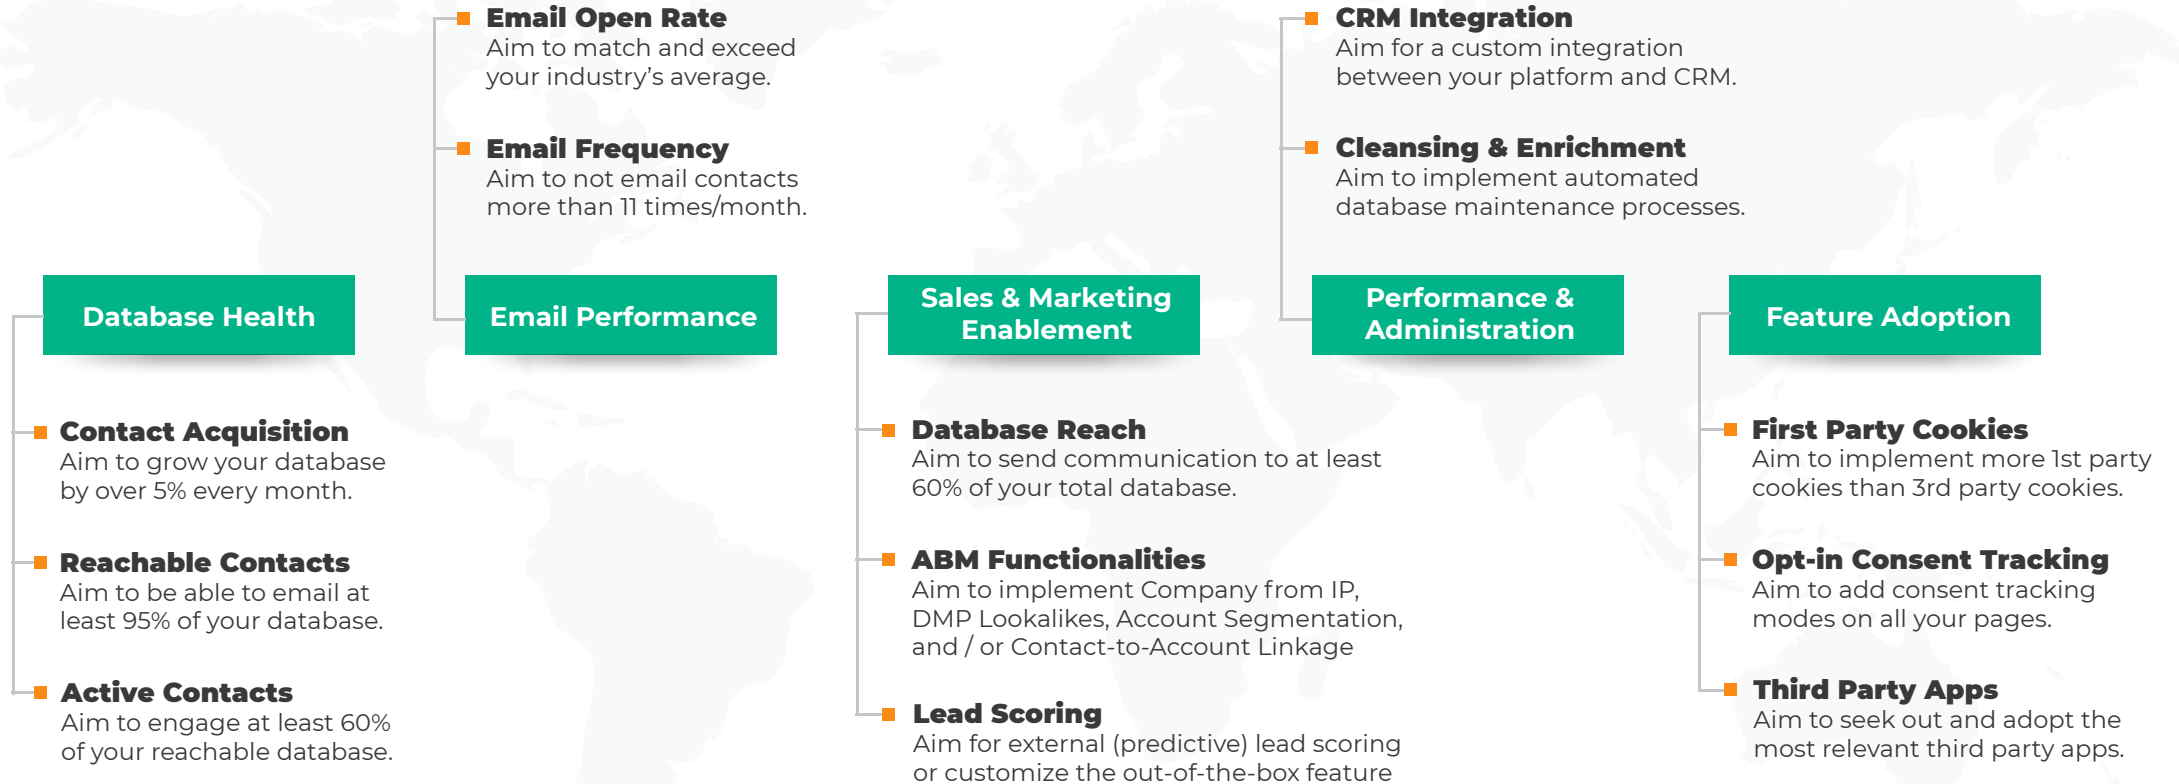 Email Open Rate
Aim to match and exceed
your industry's average.
Email Frequency
Aim to not email contacts
more than 11 times/month.
CRM Integration
Aim for a custom integration
between your platform and CRM.
Cleansing & Enrichment
Aim to implement automated
database maintenance processes.
Database Health
Email Performance
Sales & Marketing
Enablement
Performance &
Administration
Feature Adoption
Contact Acquisition
Aim to grow your database
by over 5% every month.
Reachable Contacts
Aim to be able to email at
least 95% of your database.
Active Contacts
Aim to engage at least 60%
of your reachable database.
Database Reach
Aim to send communication to at least
60% of your total database.
ABM Functionalities
Aim to implement Company from IP,
DMP Lookalikes, Account Segmentation,
and / or Contact-to-Account Linkage
Lead Scoring
Aim for external (predictive) lead scoring
or customize the out-of-the-box feature
First Party Cookies
Aim to implement more 1st party
cookies than 3rd party cookies.
Opt-in Consent Tracking
Aim to add consent tracking
modes on all your pages.
Third Party Apps
Aim to seek out and adopt the
most relevant third party apps.